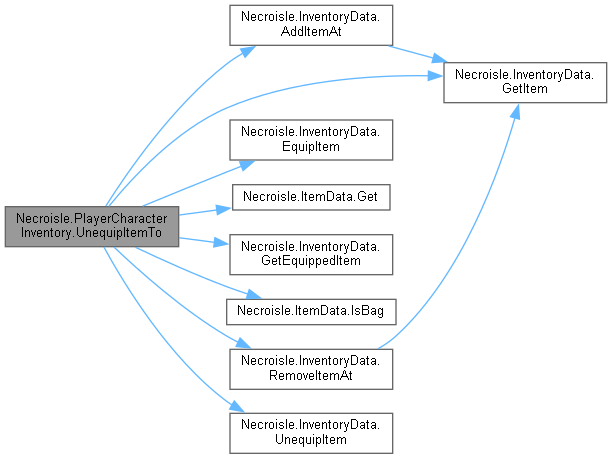 Necroisle.PlayerCharacter
Inventory.UnequipItemTo
Necroisle.InventoryData.
AddItemAt
Necroisle.InventoryData.
GetItem
Necroisle.InventoryData.
EquipItem
Necroisle.ItemData.Get
Necroisle.InventoryData.
GetEquippedItem
Necroisle.ItemData.IsBag
Necroisle.InventoryData.
RemoveItemAt
Necroisle.InventoryData.
UnequipItem